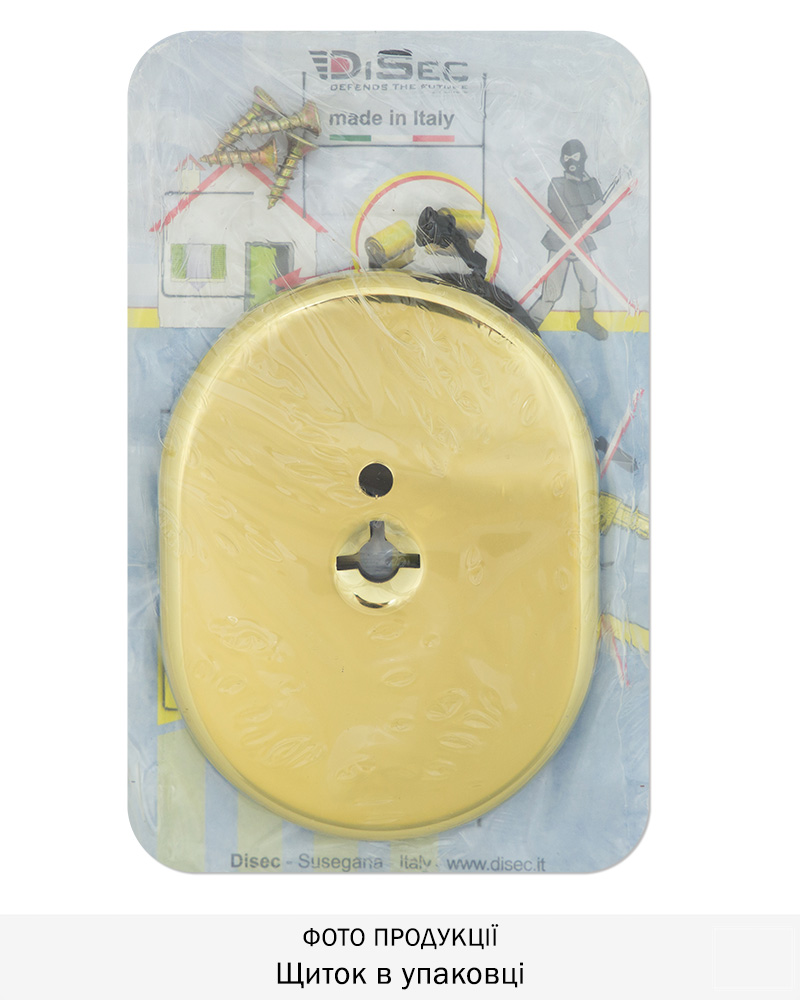 DiSec
DEFENDS THE FUTURE
made in Italy
Disec - Susegana - Italy - www.disec.it
ФОТО ПРОДУКЦІЇ
Щиток в упаковці